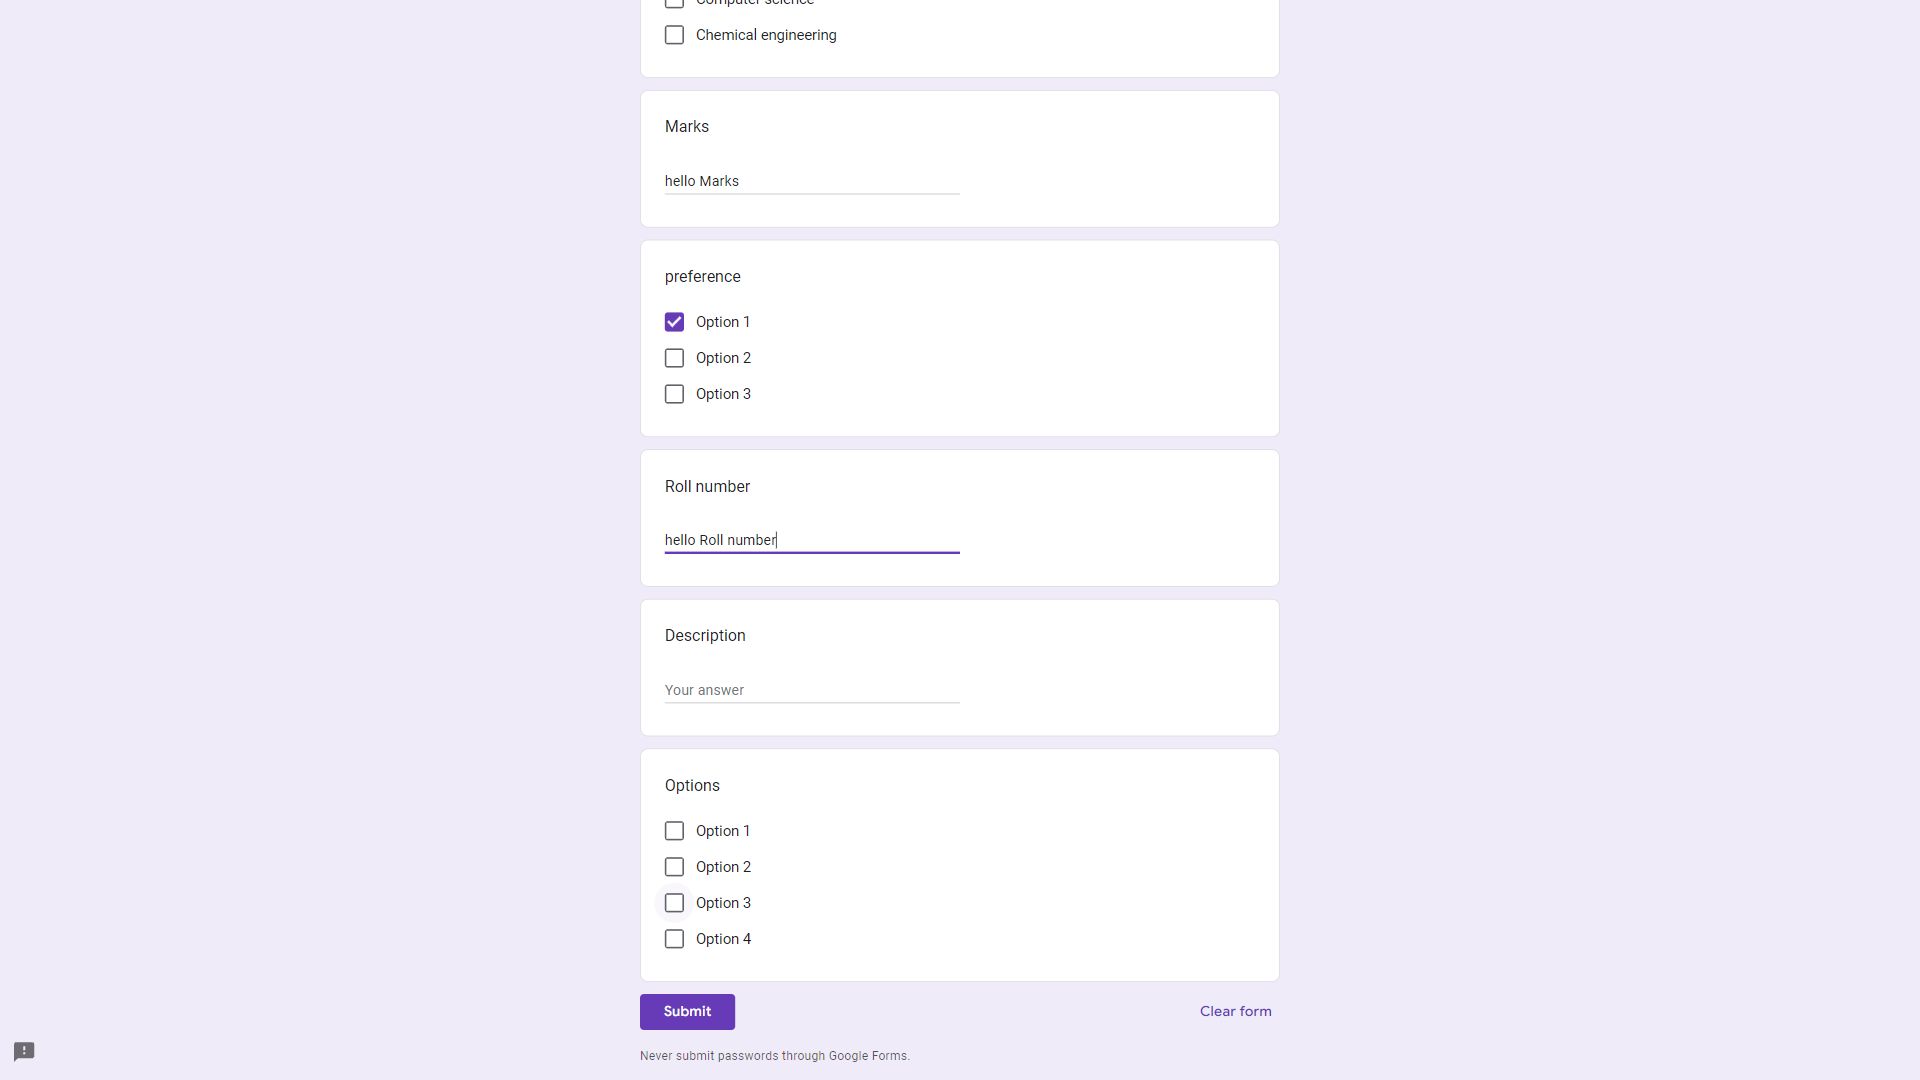 Computer science
Chemical engineering
Marks
hello Marks
preference
Option 1
Option 2
Option 3
Roll number
hello Roll number
Description
Your answer
Options
Option 1
Option 2
Option 3
Option 4
Submit
Clear form
Never submit passwords through Google Forms.